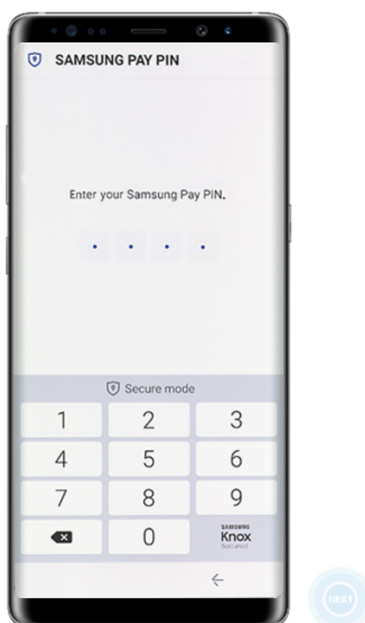 SAMSUNG PAY PIN
Enter your Samsung Pay PIN.
Secure mode
1 2 3
4 5 6
7 8 9
0 SAMSUNG
Knox
Secured
NEXT